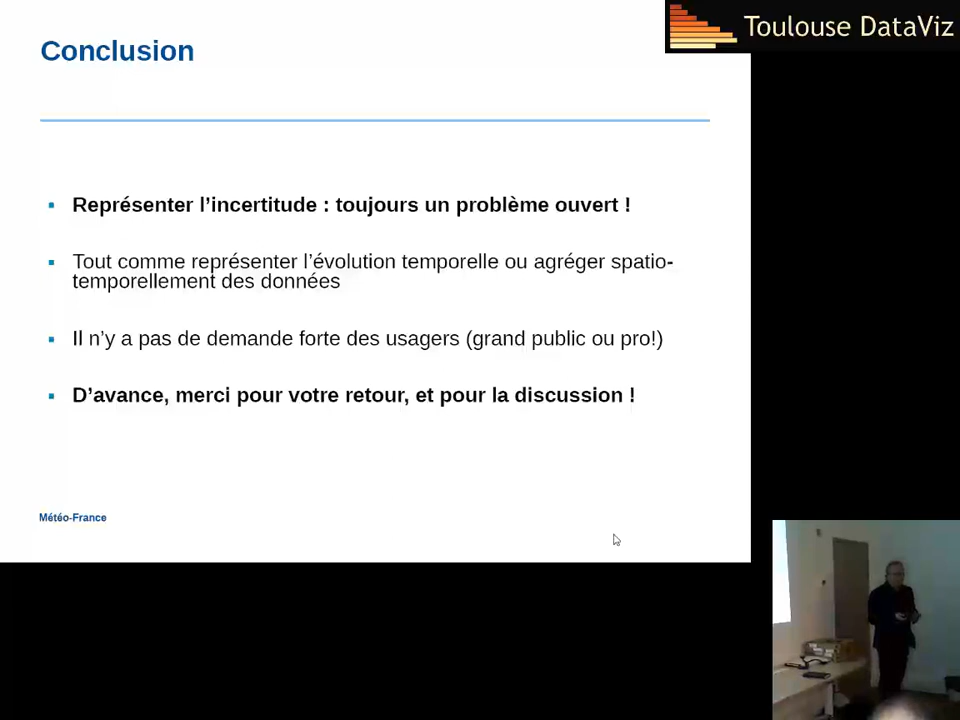 Toulouse DataViz
Conclusion
Représenter l’incertitude : toujours un problème ouvert !
Tout comme représenter l’évolution temporelle ou agréger spatio-
temporellement des données
Il n’y a pas de demande forte des usagers (grand public ou pro!)
D’avance, merci pour votre retour, et pour la discussion !
Météo-France